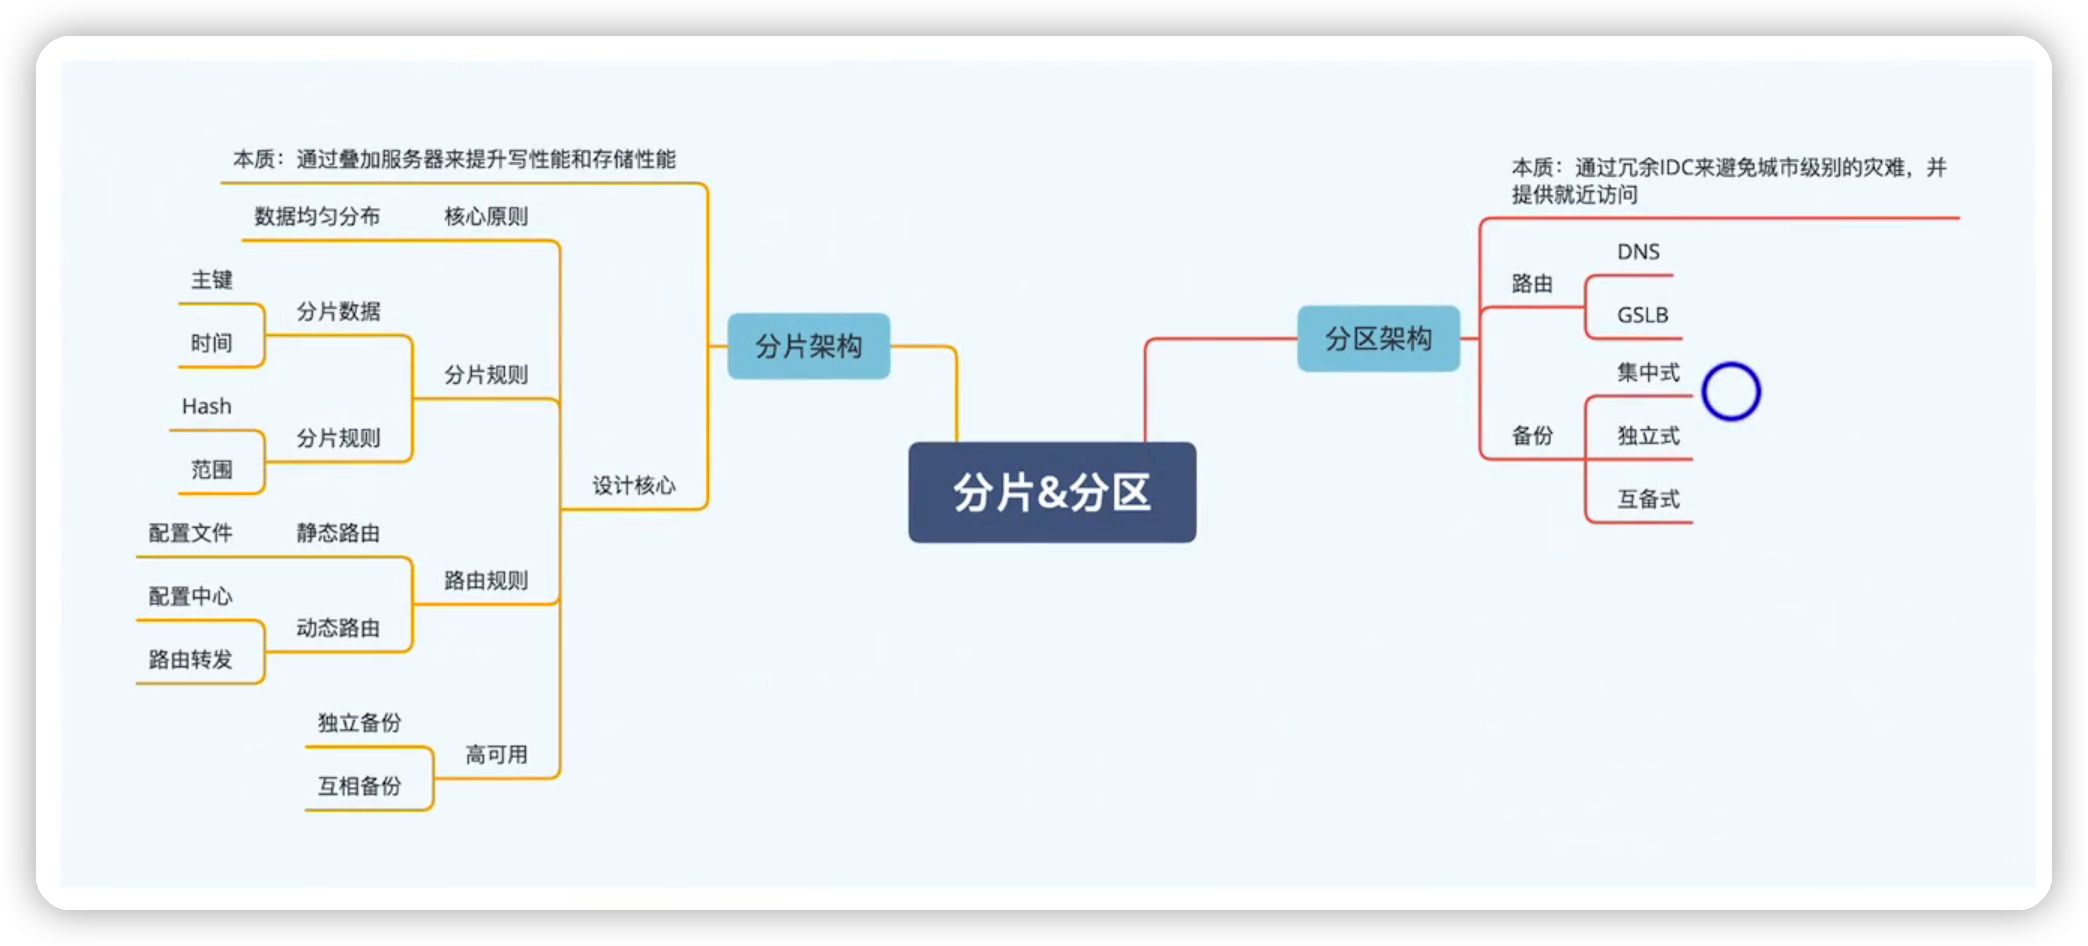 分片&分区
分片架构
本质：通过叠加服务器来提升写性能和存储性能
设计核心
核心原则
数据均匀分布
分片规则
分片数据
主键
时间
分片规则
Hash
范围
路由规则
静态路由
配置文件
动态路由
配置中心
路由转发
高可用
独立备份
互相备份
分区架构
本质：通过冗余IDC来避免城市级别的灾难，并
提供就近访问
路由
DNS
GSLB
备份
集中式
独立式
互备式